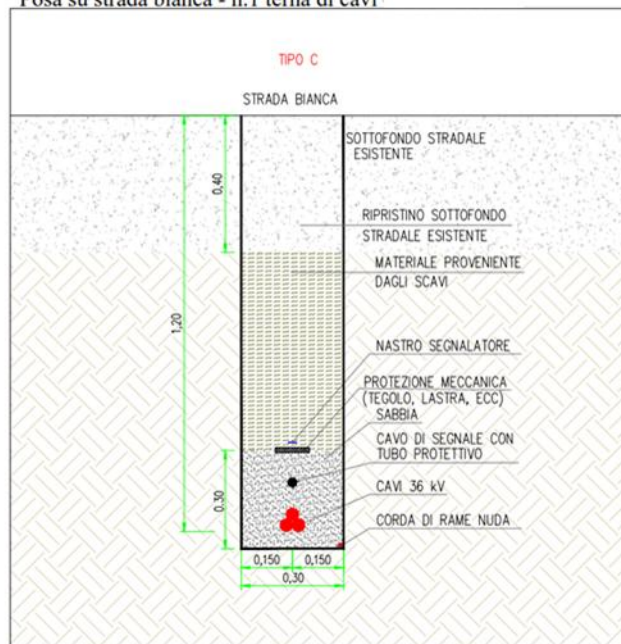 Posa su strada bianca - n.1 terna di cavi
TIPO C
STRADA BIANCA
SOTTOFONDO STRADALE
ESISTENTE
0,40
RIPRISTINO SOTTOFONDO
STRADALE ESISTENTE
MATERIALE PROVENIENTE
DAGLI SCAVI
1,20
NASTRO SEGNALATORE
PROTEZIONE MECCANICA
(TEGOLO, LASTRA, ECC)
SABBIA
CAVO DI SEGNALE CON
TUBO PROTETTIVO
0,30
CAVI 36 kV
CORDA DI RAME NUDA
0,150 0,150
0,30